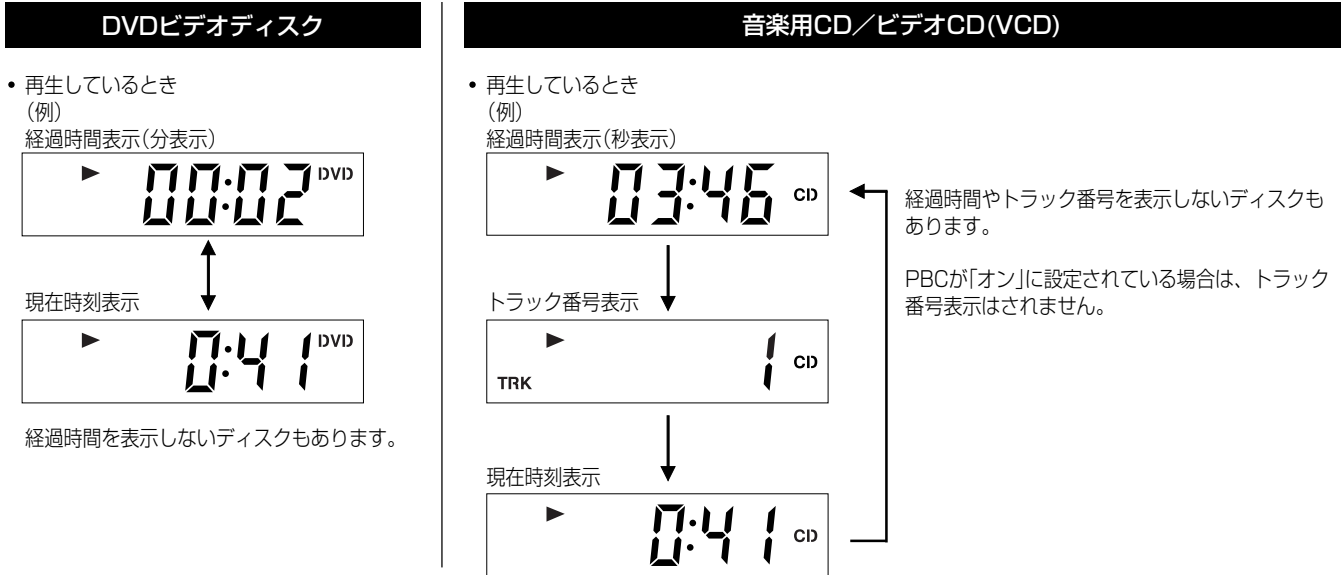 DVDビデオディスク
• 再生しているとき
(例)
経過時間表示(分表示)
00:02 DVD
現在時刻表示
0:41 DVD
経過時間を表示しないディスクもあります。
音楽用CD／ビデオCD(VCD)
• 再生しているとき
(例)
経過時間表示(秒表示)
03:46 CD
トラック番号表示
TRK 1 CD
現在時刻表示
0:41 CD
経過時間やトラック番号を表示しないディスクも
あります。
PBCが「オン」に設定されている場合は、トラック
番号表示はされません。